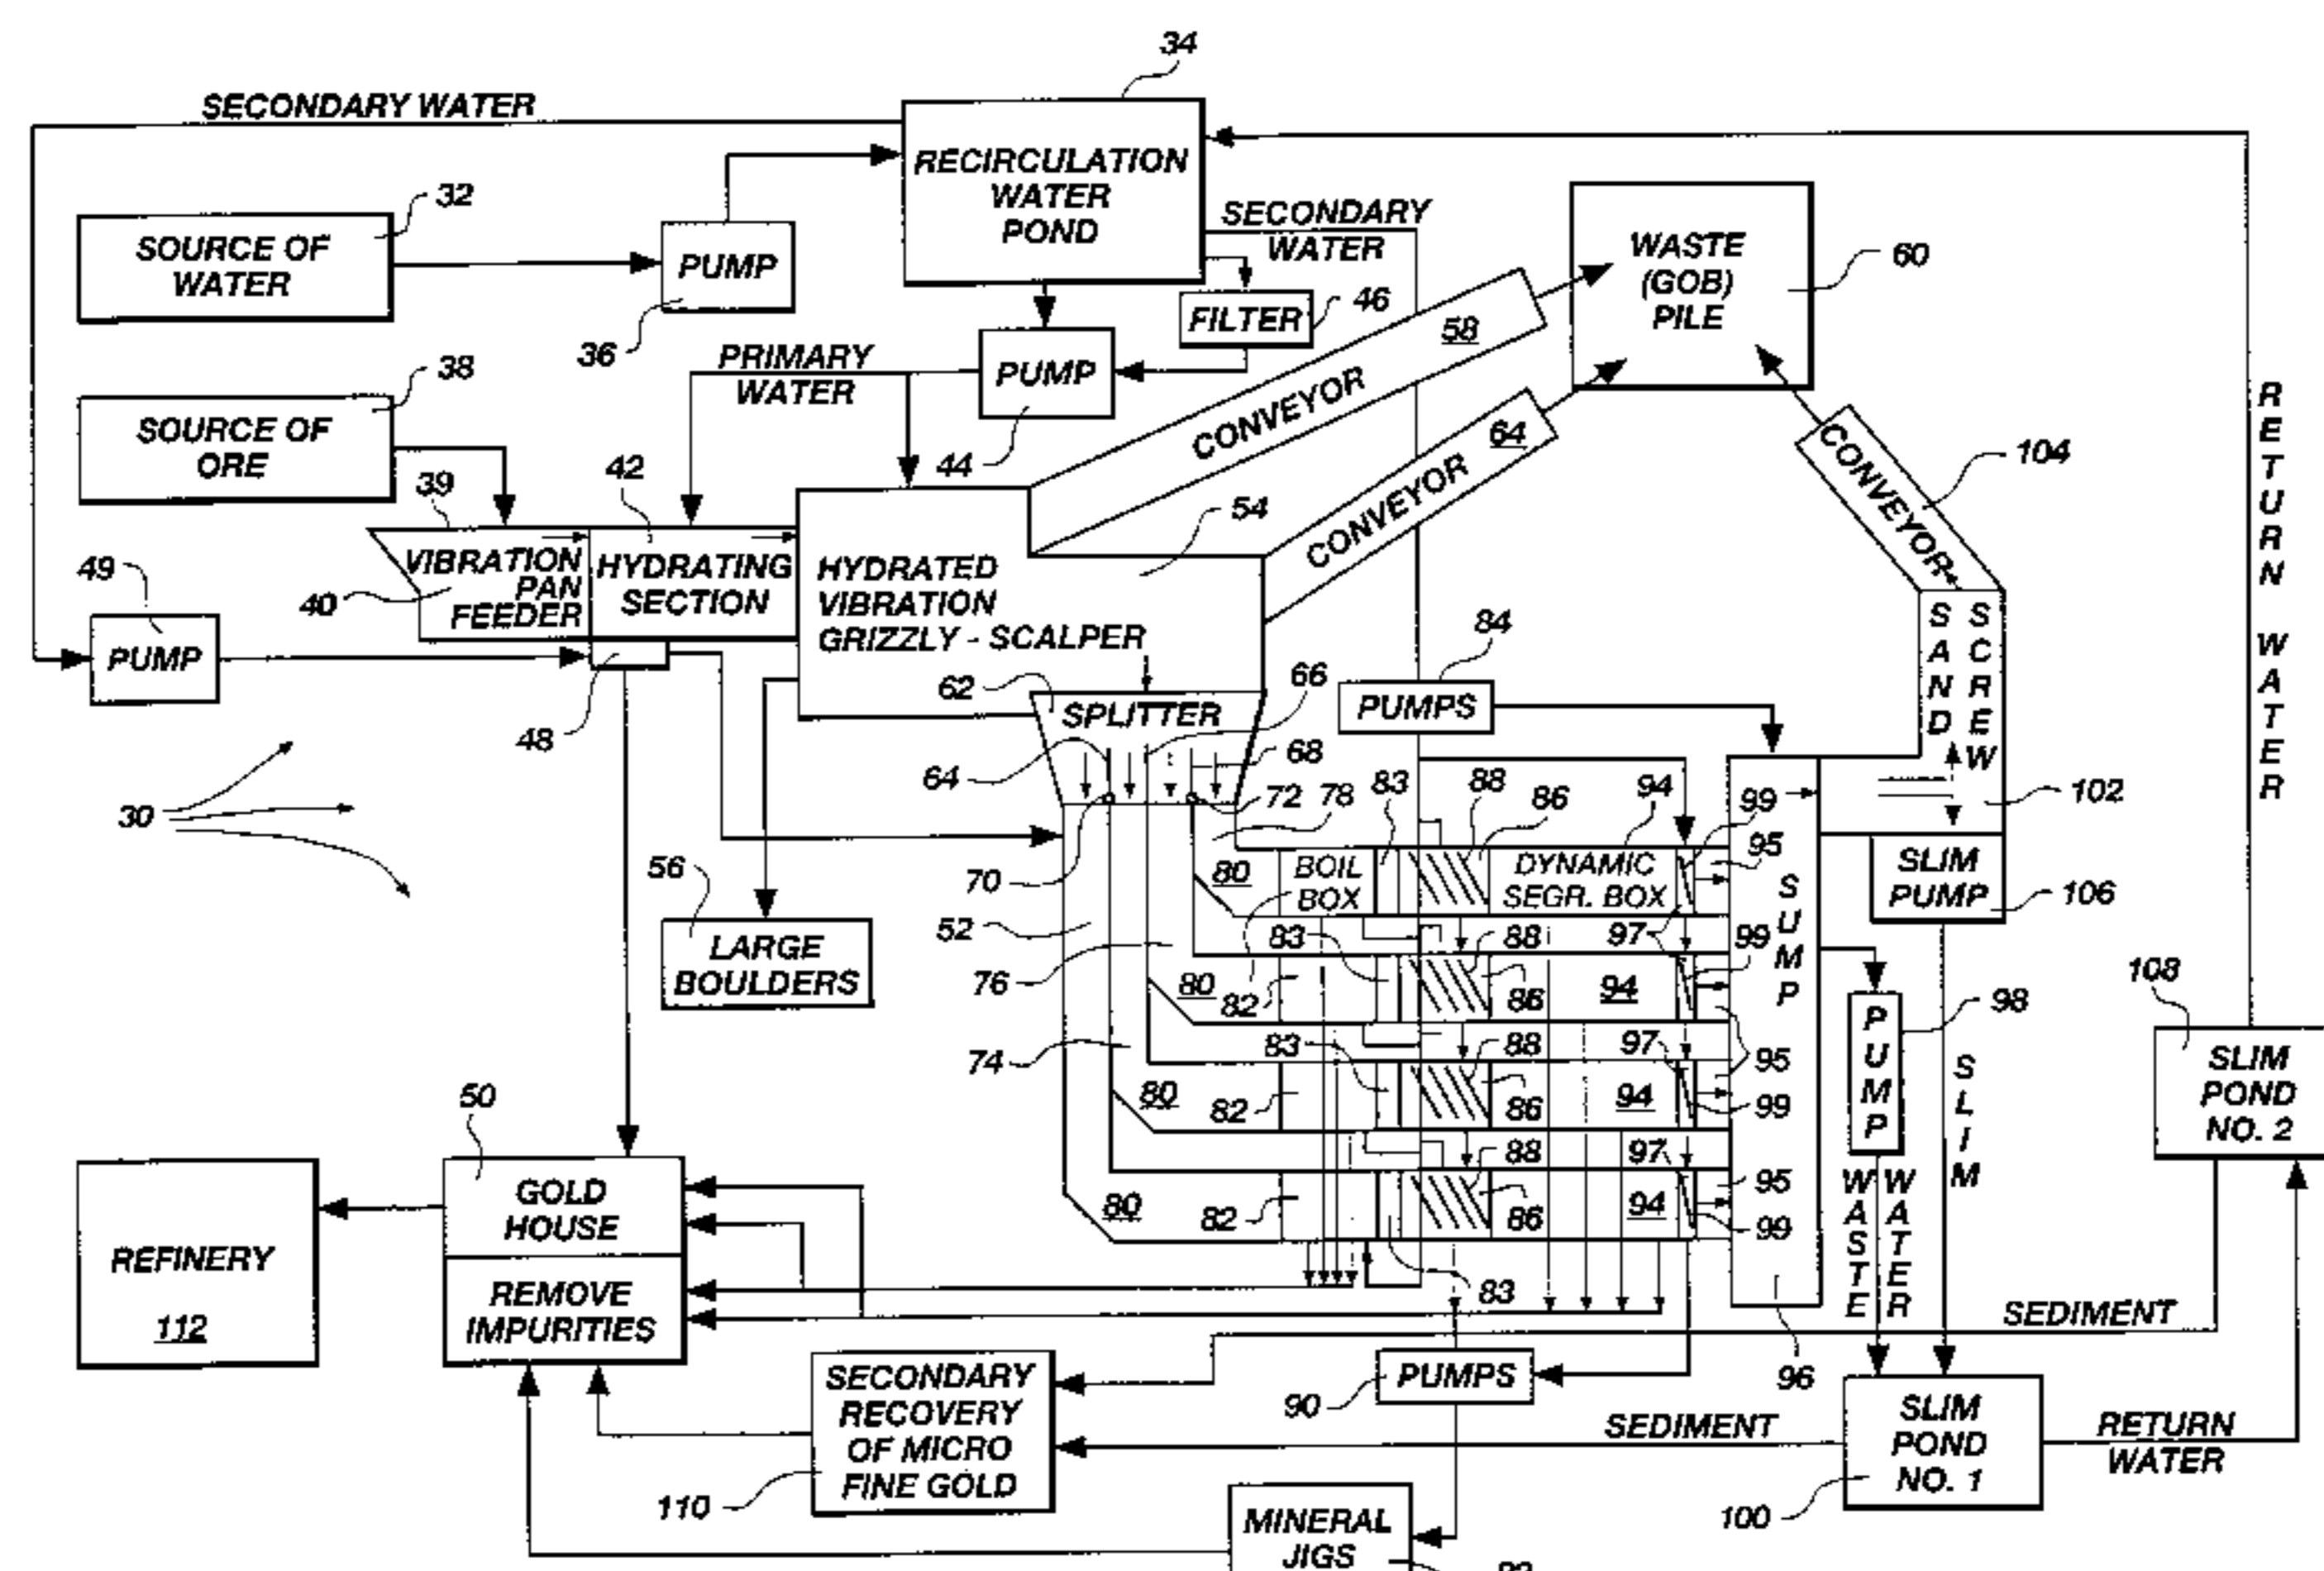 34
SECONDARY WATER
RECIRCULATION
WATER
POND
32
SOURCE OF
WATER
PUMP
36
SECONDARY
WATER
WASTE
(GOB)
PILE
60
FILTER
46
58
CONVEYOR
PRIMARY
WATER
PUMP
44
38
SOURCE OF
ORE
64
CONVEYOR
CONVEYOR
104
RETURN WATER
39
42
54
VIBRATION
PAN
FEEDER
40
HYDRATING
SECTION
HYDRATED
VIBRATION
GRIZZLY - SCALPER
49
PUMP
48
SAND
SCREW
84
PUMPS
62
SPLITTER
66
64
68
70
72
78
83
88
86
94
99
95
102
30
56
LARGE
BOULDERS
52
80
BOIL
BOX
DYNAMIC
SEGR. BOX
SUMP
SLIM
PUMP
106
83
88
97
99
76
80
82
86
94
PUMP
98
108
SLIM
POND
NO. 2
74
83
88
97
95
80
82
86
94
99
SLIM
88
97
95
80
82
86
94
99
83
WASTE
WATER
50
GOLD
HOUSE
REMOVE
IMPURITIES
REFINERY
112
SEDIMENT
96
SECONDARY
RECOVERY
OF MICRO
FINE GOLD
110
PUMPS
90
SEDIMENT
SLIM
POND
NO. 1
100
RETURN
WATER
MINERAL
JIGS